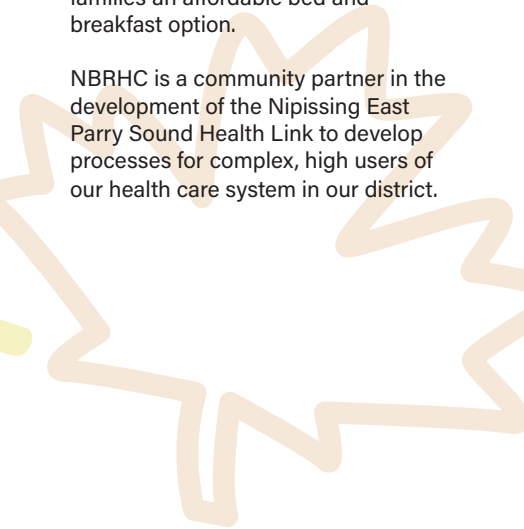 families an affordable bed and
breakfast option.
NBRHC is a community partner in the
development of the Nipissing East
Parry Sound Health Link to develop
processes for complex, high users of
our health care system in our district.